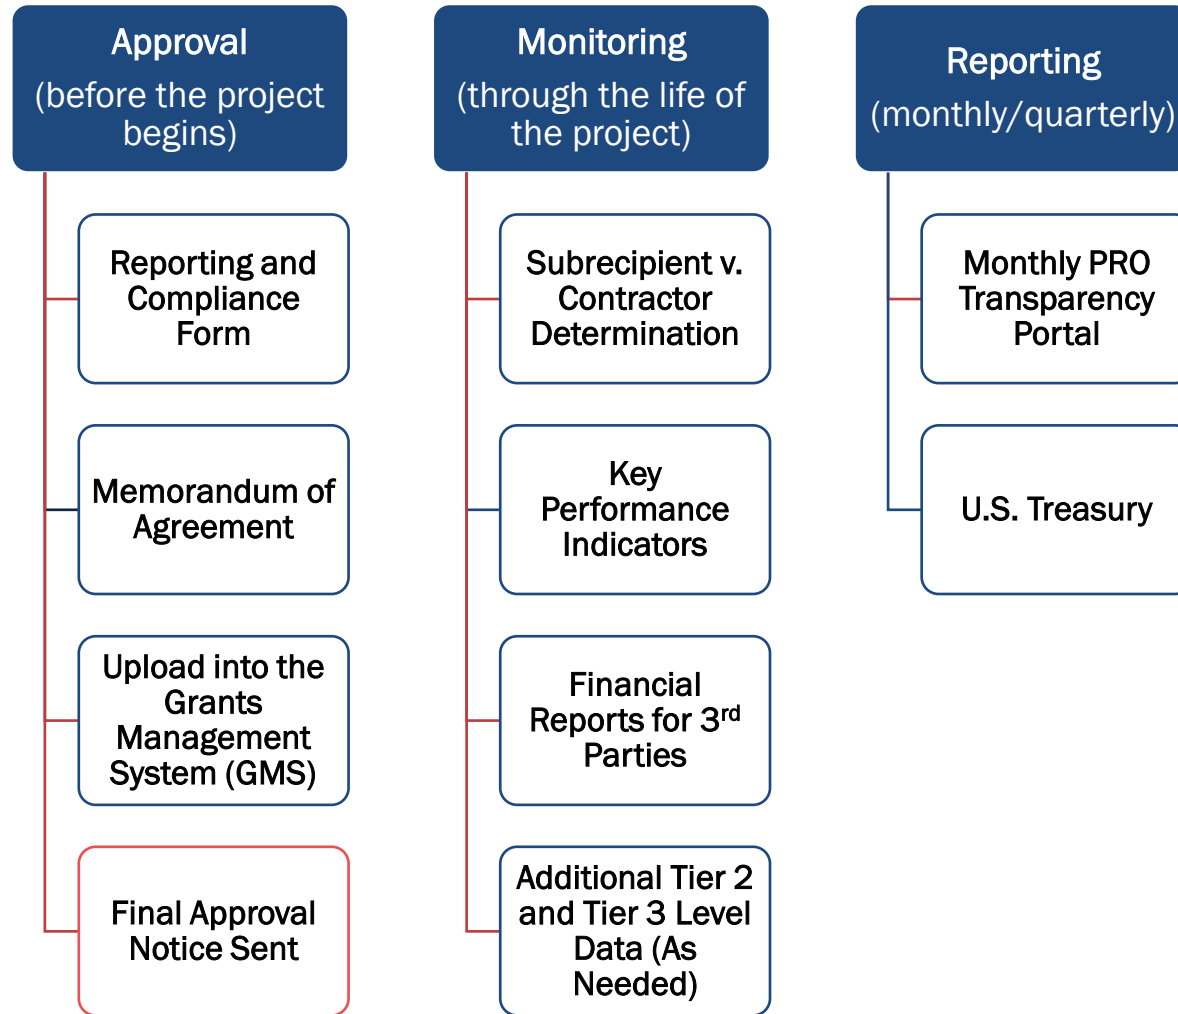 Approval
(before the project
begins)
Reporting and
Compliance
Form
Memorandum of
Agreement
Upload into the
Grants
Management
System (GMS)
Final Approval
Notice Sent
Monitoring
(through the life of
the project)
Subrecipient v.
Contractor
Determination
Key
Performance
Indicators
Financial
Reports for 3rd
Parties
Additional Tier 2
and Tier 3 Level
Data (As
Needed)
Reporting
(monthly/quarterly)
Monthly PRO
Transparency
Portal
U.S. Treasury